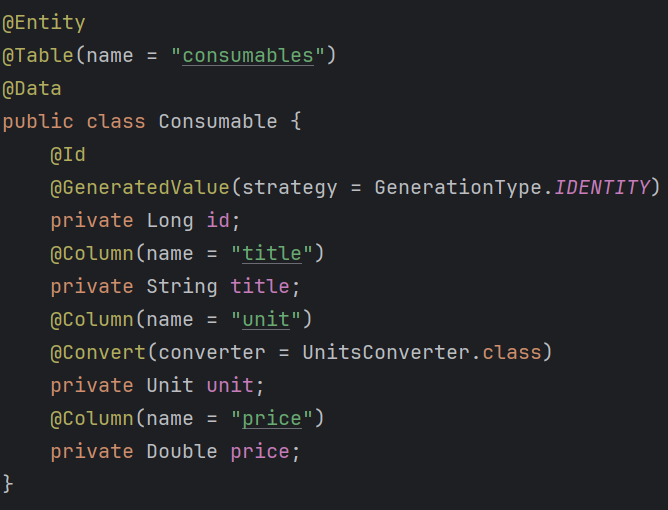 @Entity
@Table(name = "consumables")
@Data
public class Consumable {
    @Id
    @GeneratedValue(strategy = GenerationType.IDENTITY)
    private Long id;
    @Column(name = "title")
    private String title;
    @Column(name = "unit")
    @Convert(converter = UnitsConverter.class)
    private Unit unit;
    @Column(name = "price")
    private Double price;
}